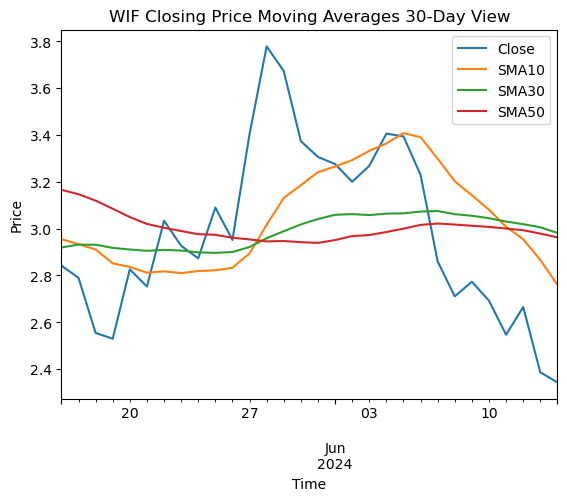 WIF Closing Price Moving Averages 30-Day View
Price
3.8
3.6
3.4
3.2
3.0
2.8
2.6
2.4
Close
SMA10
SMA30
SMA50
20
27
03
10
Jun
2024
Time